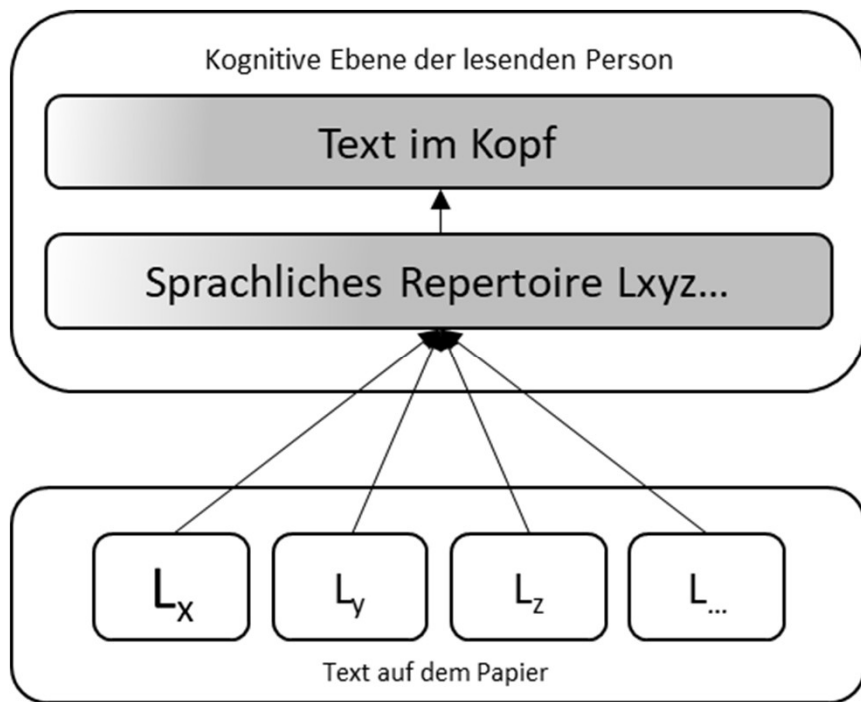 Kognitive Ebene der lesenden Person
Text im Kopf
Sprachliches Repertoire Lxyz...
Lx
Ly
Lz
L...
Text auf dem Papier